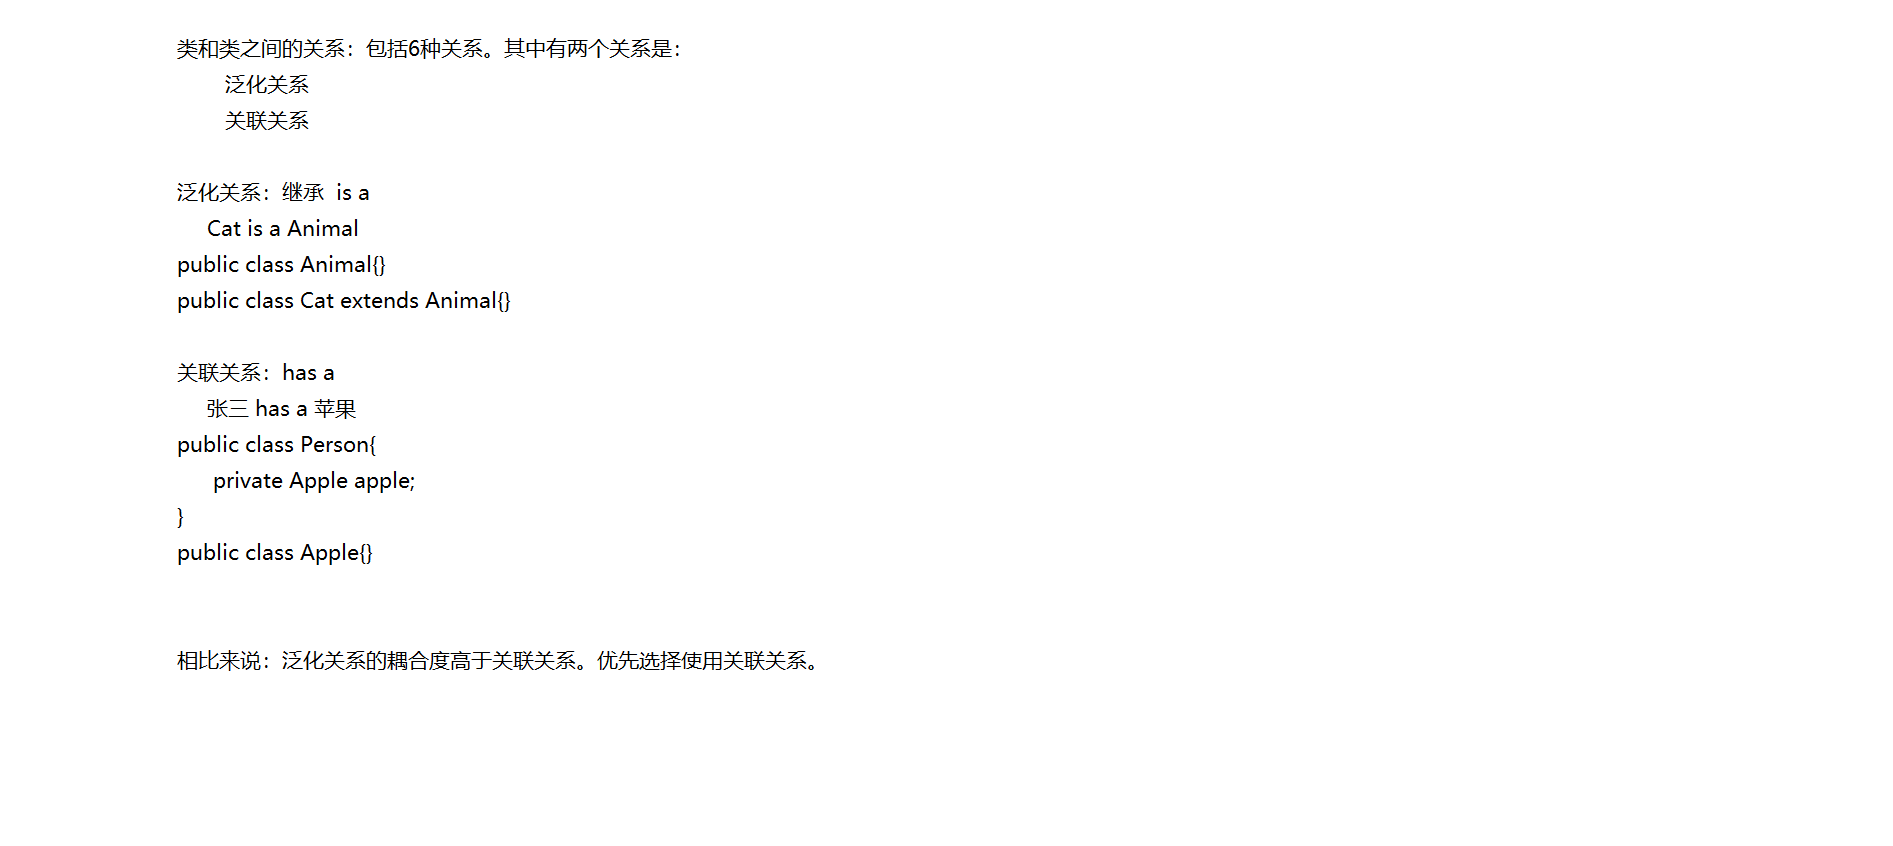 类和类之间的关系：包括6种关系。其中有两个关系是：
泛化关系
关联关系
泛化关系：继承  is a
Cat is a Animal
public class Animal{}
public class Cat extends Animal{}
关联关系：has a
张三 has a 苹果
public class Person{
private Apple apple;
}
public class Apple{}
相比来说：泛化关系的耦合度高于关联关系。优先选择使用关联关系。